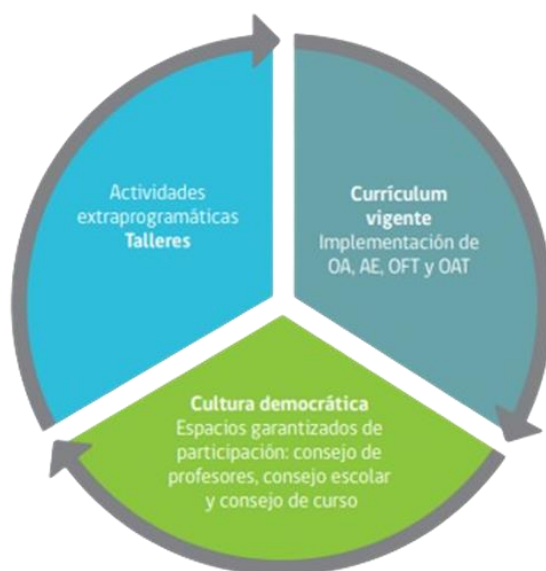 Actividades
extraprogramáticas
Talleres
Currículum
vigente
Implementación de
OA, AE, OFT y OAT
Cultura democrática
Espacios garantizados de
participación: consejo de
profesores, consejo escolar
y consejo de curso